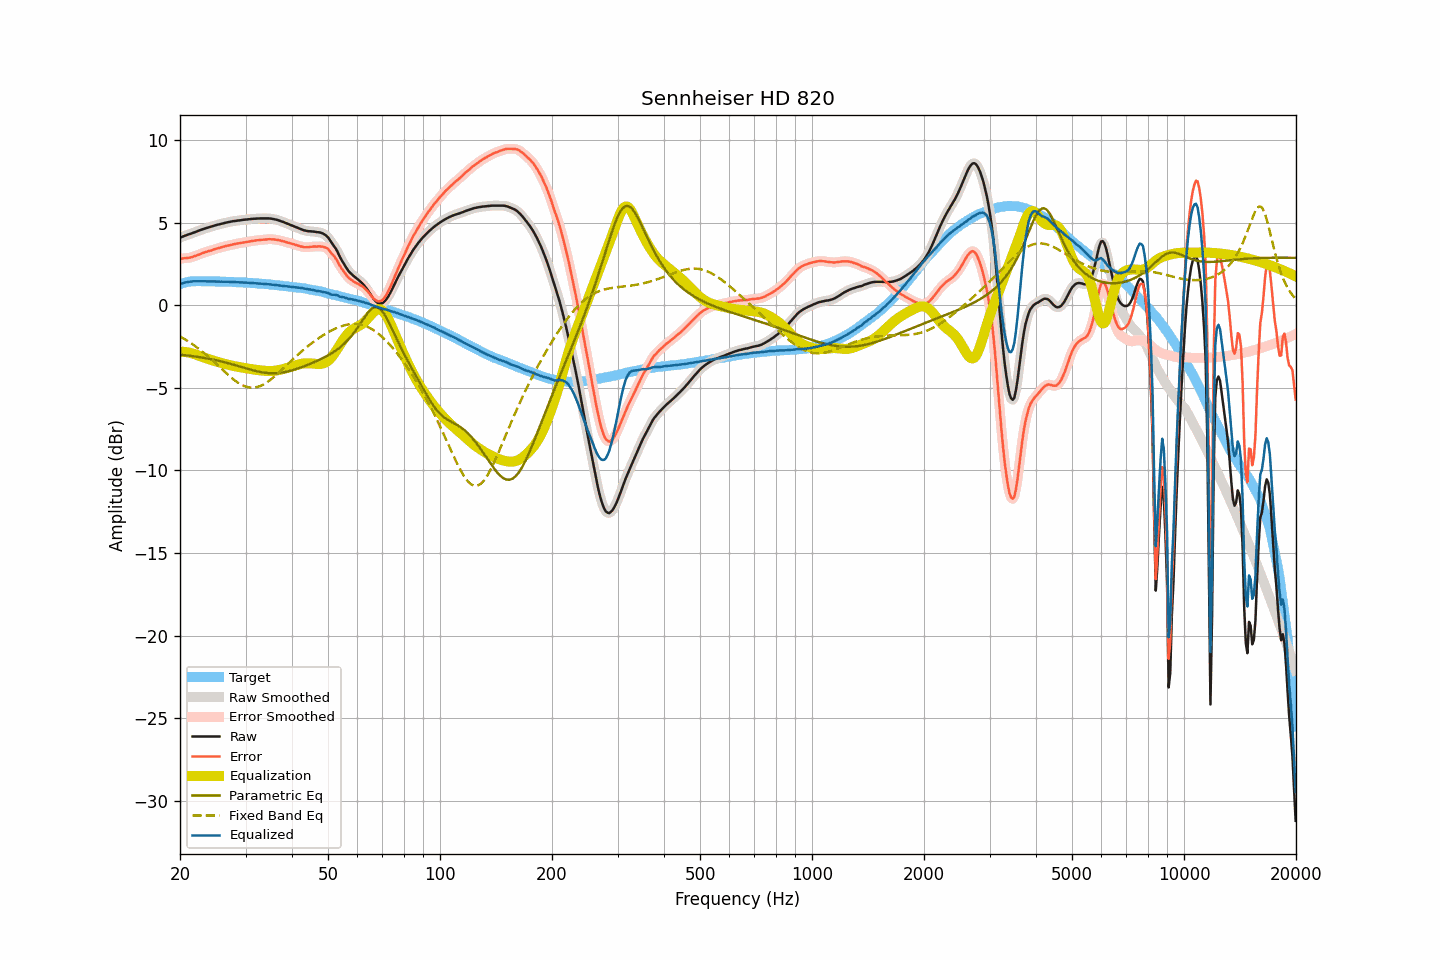 Sennheiser HD 820
10
5
0
−5
−10
−15
−20
−25
−30
Amplitude (dBr)
Target
Raw Smoothed
Error Smoothed
Raw
Error
Equalization
Parametric Eq
Fixed Band Eq
Equalized
20 50 100 200 500 1000 2000 5000 10000 20000
Frequency (Hz)